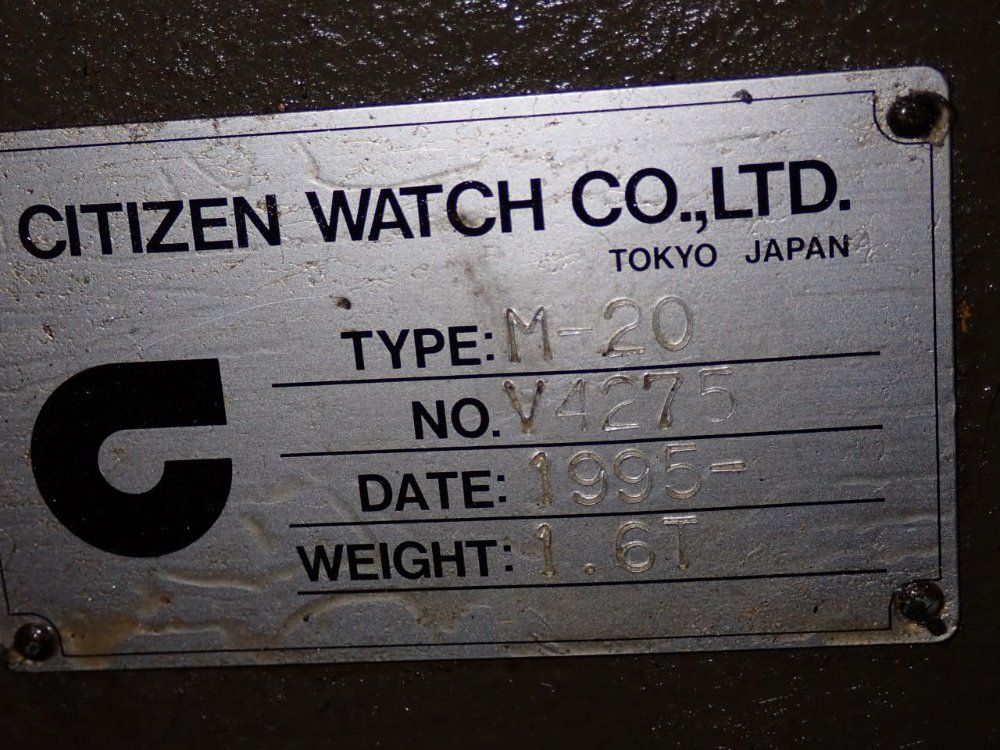 CITIZEN WATCH CO.,LTD.
TOKYO JAPAN
TYPE: M-20
NO. V4275
DATE: 1995-
WEIGHT: 1.6T